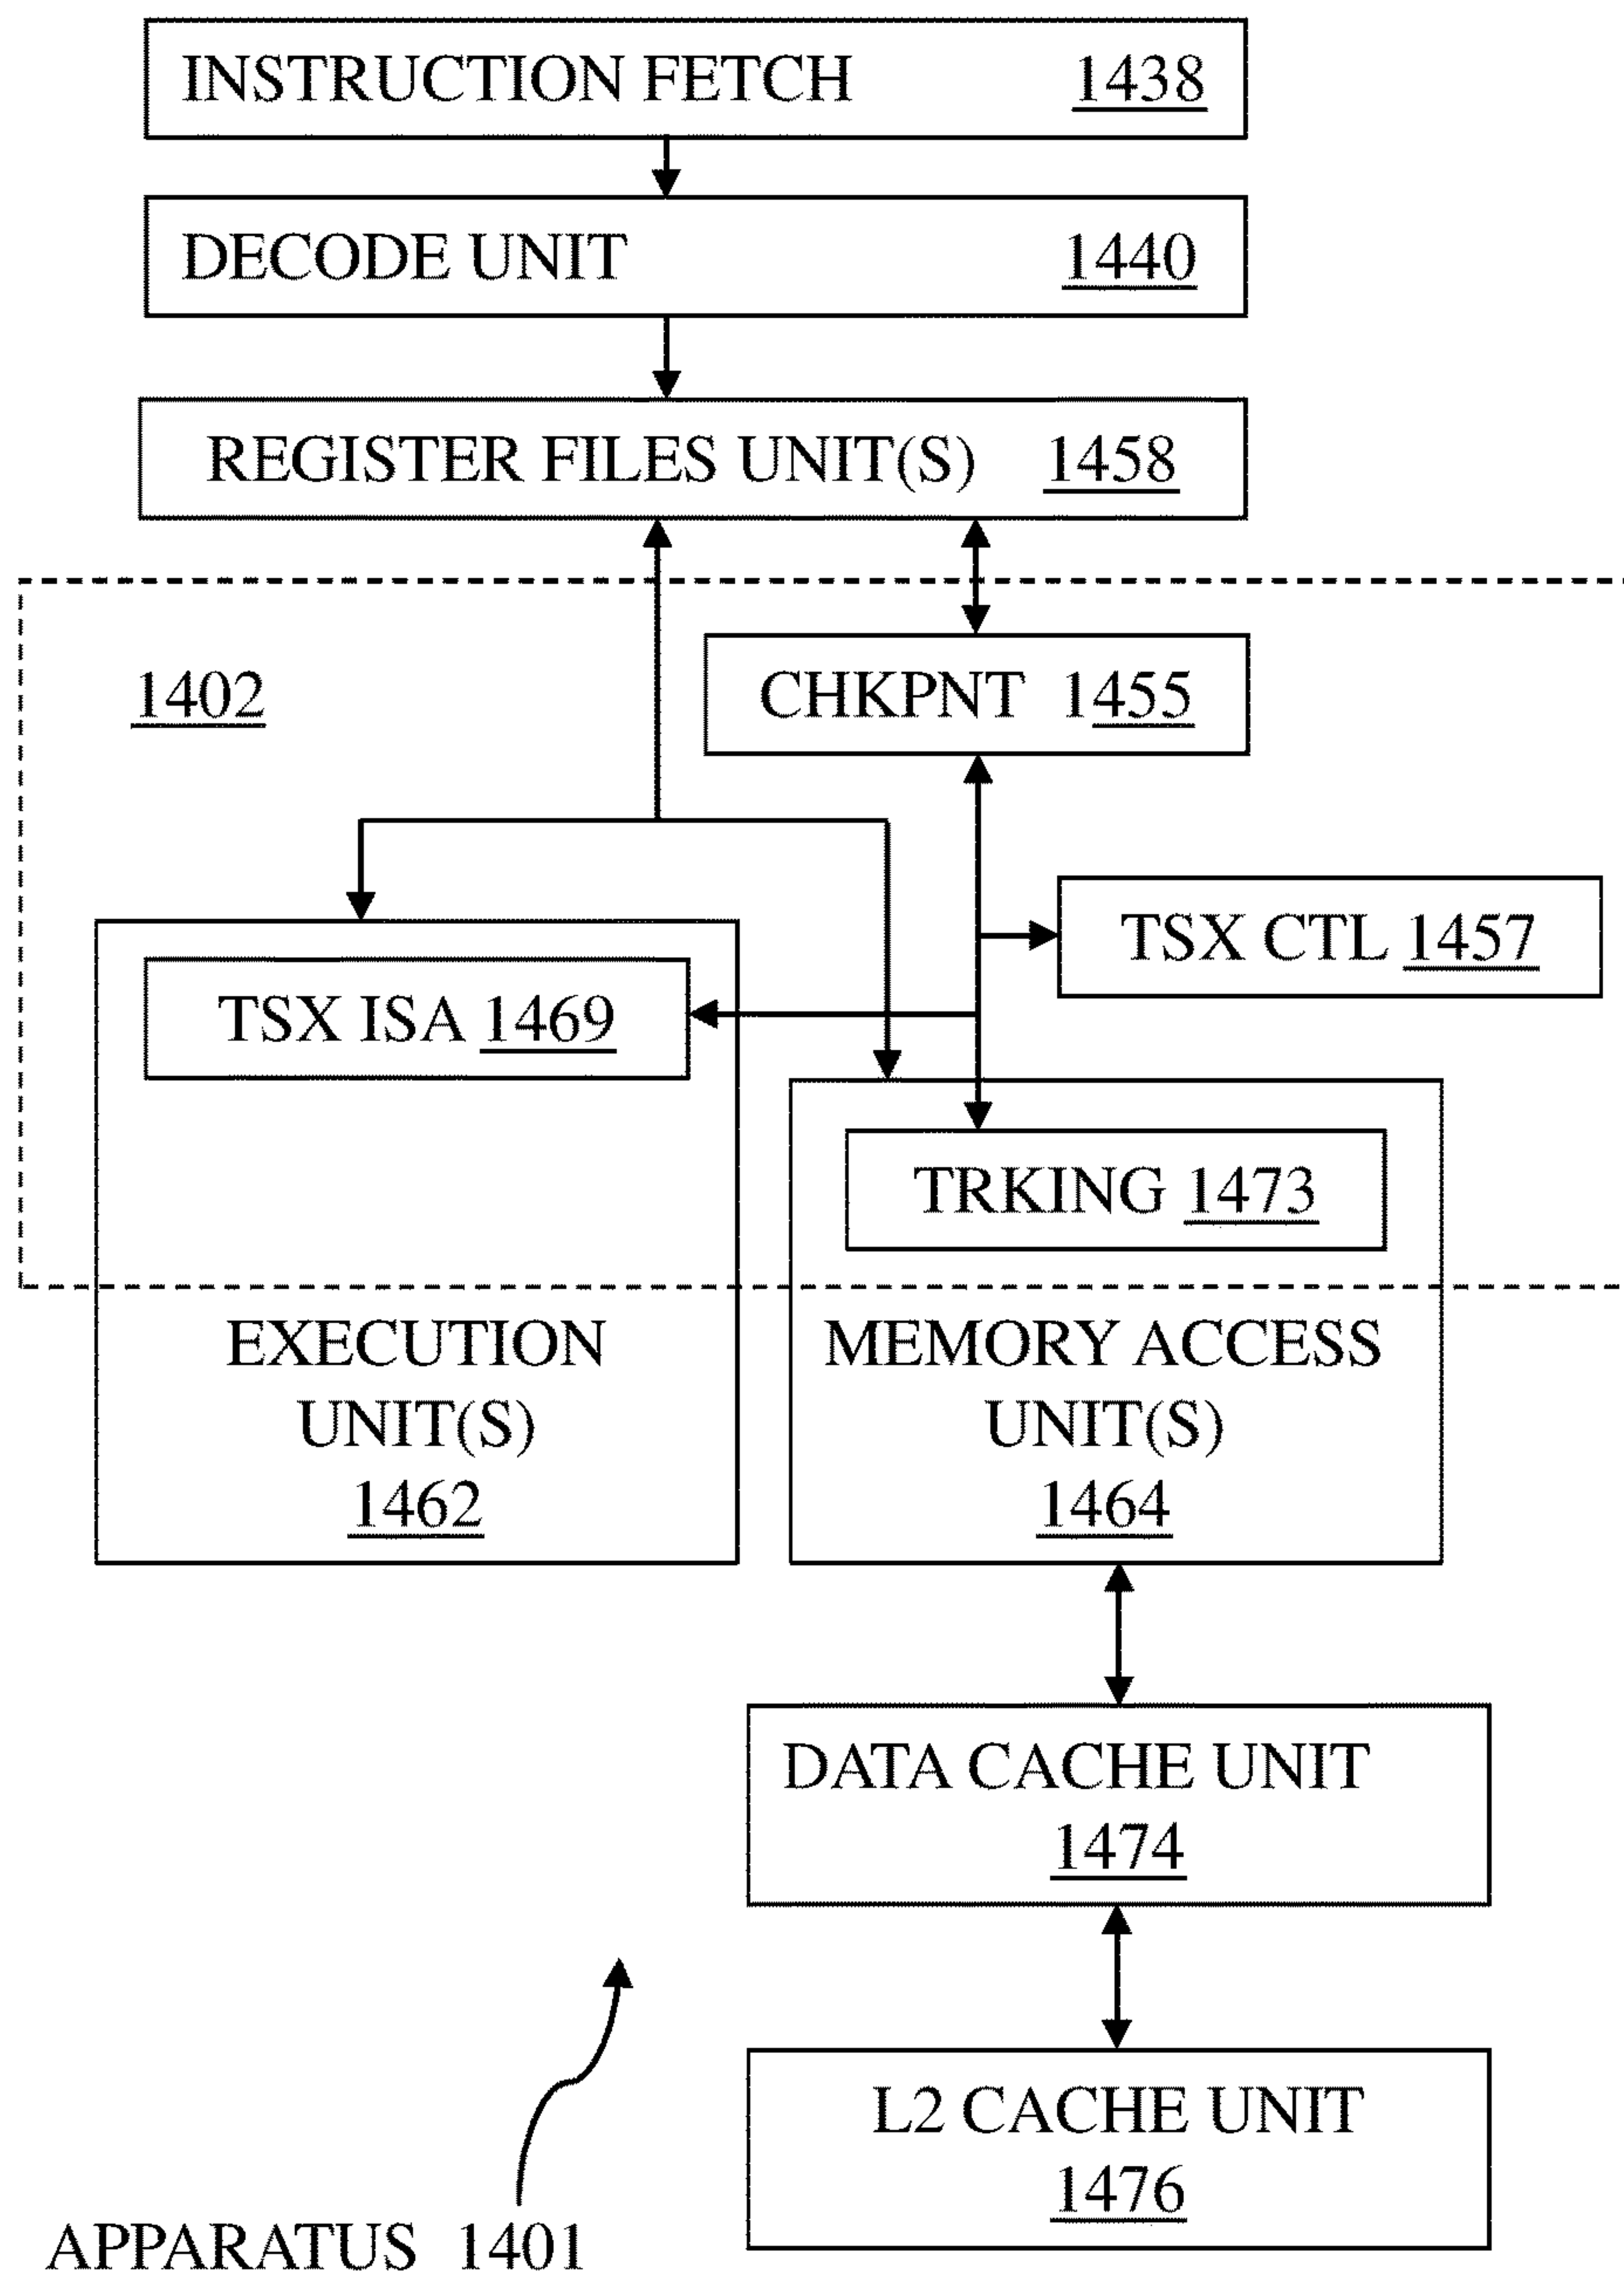 INSTRUCTION FETCH 1438
DECODE UNIT 1440
REGISTER FILES UNIT(S) 1458
1402
CHKPNT 1455
TSX CTL 1457
TSX ISA 1469
TRKING 1473
EXECUTION
UNIT(S)
1462
MEMORY ACCESS
UNIT(S)
1464
DATA CACHE UNIT
1474
L2 CACHE UNIT
1476
APPARATUS 1401